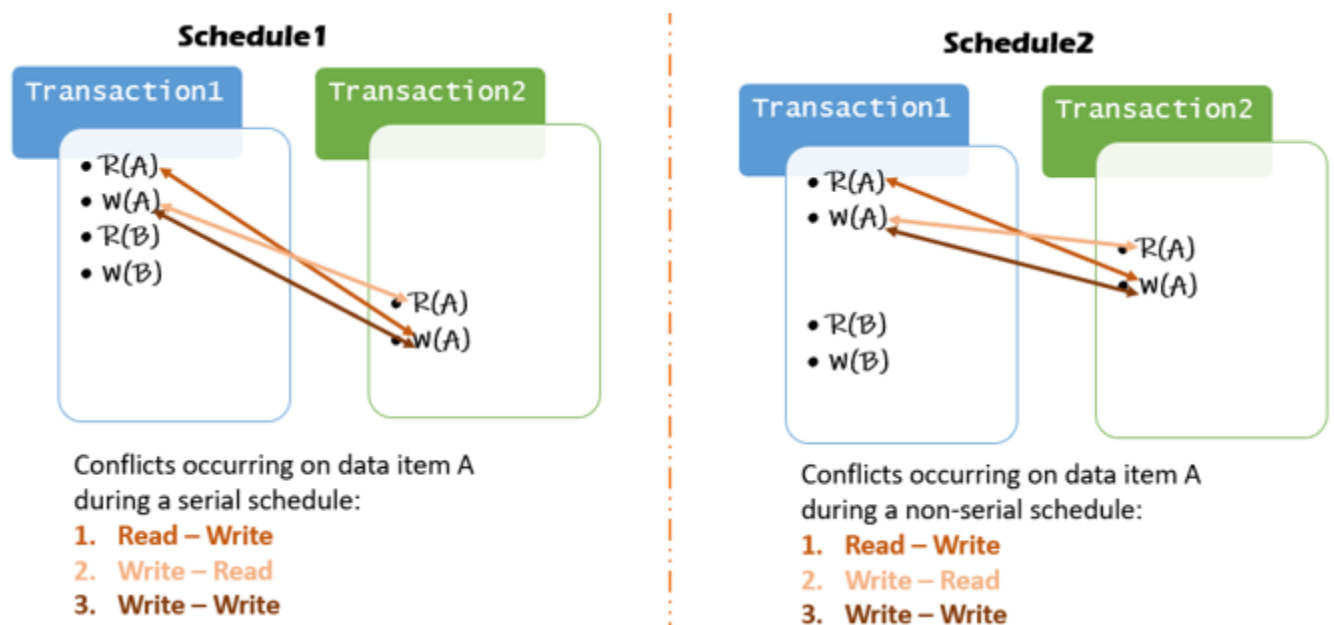 Schedule1
Transaction1
Transaction2
• R(A)
• W(A)
• R(B)
• W(B)
• R(A)
• W(A)
Conflicts occurring on data item A
during a serial schedule:
1. Read – Write
2. Write – Read
3. Write – Write
Schedule2
Transaction1
Transaction2
• R(A)
• W(A)
• R(A)
• W(A)
• R(B)
• W(B)
Conflicts occurring on data item A
during a non-serial schedule:
1. Read – Write
2. Write – Read
3. Write – Write